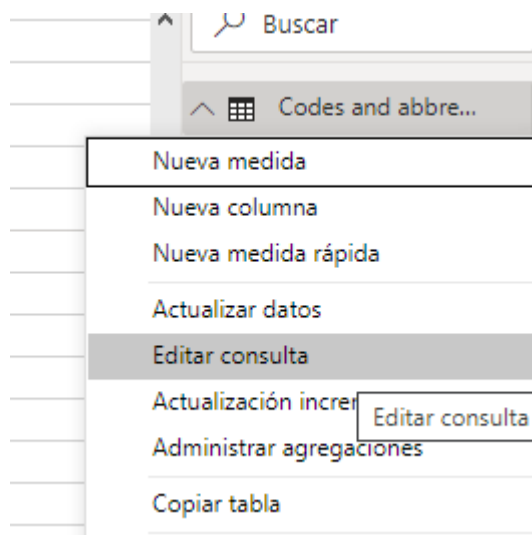 Buscar
Codes and abbre...
Nueva medida
Nueva columna
Nueva medida rápida
Actualizar datos
Editar consulta
Actualización
Editar consulta
Administrar agregaciones
Copiar tabla